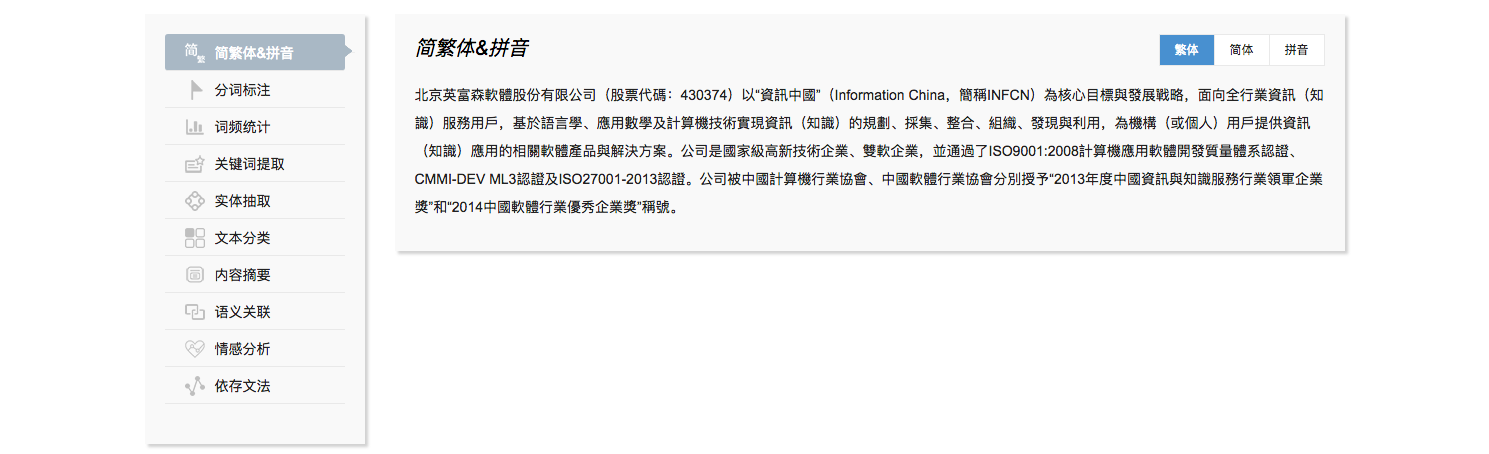 简繁 简繁体&拼音
分词标注
词频统计
关键词提取
实体抽取
文本分类
内容摘要
语义关联
情感分析
依存文法
简繁体&拼音
繁体 简体 拼音
北京英富森軟體股份有限公司（股票代碼：430374）以“資訊中國”（Information China，簡稱INFCN）為核心目標與發展戰略，面向全行業資訊（知
識）服務用戶，基於語言學、應用數學及計算機技術實現資訊（知識）的規劃、採集、整合、組織、發現與利用，為機構（或個人）用戶提供資訊
（知識）應用的相關軟體產品與解決方案。公司是國家級高新技術企業、雙軟企業，並通過了ISO9001:2008計算機應用軟體開發質量體系認證、
CMMI-DEV ML3認證及ISO27001-2013認證。公司被中國計算機行業協會、中國軟體行業協會分別授予“2013年度中國資訊與知識服務行業領軍企業
獎”和“2014中國軟體行業優秀企業獎”稱號。